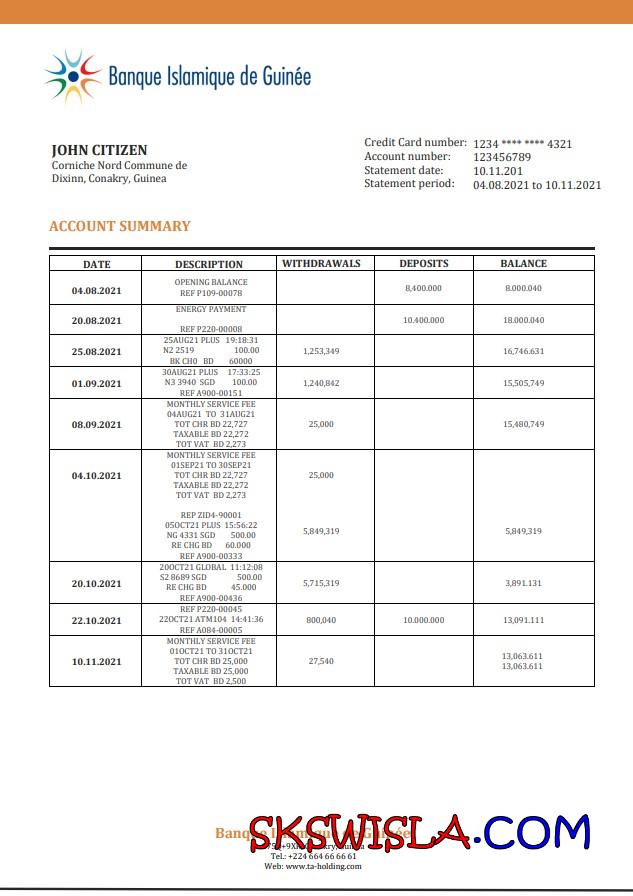 Banque Islamique de Guinée
JOHN CITIZEN
Corniche Nord Commune de
Dixinn, Conakry, Guinea
Credit Card number: 1234 **** **** 4321
Account number: 123456789
Statement date: 10.11.201
Statement period: 04.08.2021 to 10.11.2021
ACCOUNT SUMMARY
DATE DESCRIPTION WITHDRAWALS DEPOSITS BALANCE
OPENING BALANCE
04.08.2021 REF P109-00078 8,400.000 8.000.040
ENERGY PAYMENT
20.08.2021 10.400.000 18.000.040
REF P220-00008
25AUG21 PLUS 19:18:31
25.08.2021 N2 2519 100.00 1,253,349 16,746.631
BK CH0 BD 60000
30AUG21 PLUS 17:33:25
01.09.2021 N3 3940 SGD 100.00 1,240,842 15,505,749
REF A900-00151
MONTHLY SERVICE FEE
04AUG21 TO 31AUG21
08.09.2021 TOT CHR BD 22,727 25,000 15,480,749
TAXABLE BD 22,272
TOT VAT BD 2,273
MONTHLY SERVICE FEE
01SEP21 TO 30SEP21
04.10.2021 TOT CHR BD 22,727 25,000
TAXABLE BD 22,272
TOT VAT BD 2,273
REP ZID4-90001
05OCT21 PLUS 15:56:22
NG 4331 SGD 500.00 5,849,319 5,849,319
RE CHG BD 60.000
REF A900-00333
20OCT21 GLOBAL 11:12:08
S2 8689 SGD 500.00
20.10.2021 RE CHG BD 45.000 5,715,319 3,891.131
REF A900-00436
REF P220-00045
22.10.2021 22OCT21 ATM104 14:41:36 800,040 10.000.000 13,091.111
REF A084-00005
MONTHLY SERVICE FEE
01OCT21 TO 31OCT21
10.11.2021 TOT CHR BD 25,000 27,540 13,063.611
TAXABLE BD 25,000 13,063.611
TOT VAT BD 2,500
Banque Islamique de Guinée
SKSWISLA.COM
Tel.: +224 664 66 66 61
Web: www.ta-holding.com